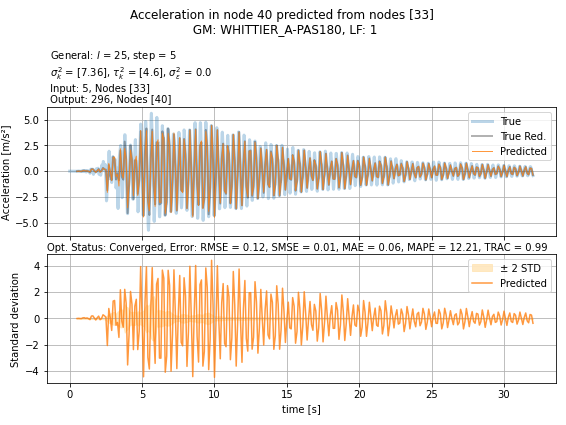 Acceleration in node 40 predicted from nodes [33]
GM: WHITTIER_A-PAS180, LF: 1
General: l = 25, step = 5
σ²ₖ = [7.36], τ²ₖ = [4.6], σ²ε = 0.0
Input: 5, Nodes [33]
Output: 296, Nodes [40]
Acceleration [m/s²]
5.0
2.5
0.0
−2.5
−5.0
True
True Red.
Predicted
Opt. Status: Converged, Error: RMSE = 0.12, SMSE = 0.01, MAE = 0.06, MAPE = 12.21, TRAC = 0.99
Standard deviation
4
2
0
−2
−4
± 2 STD
Predicted
0 5 10 15 20 25 30
time [s]